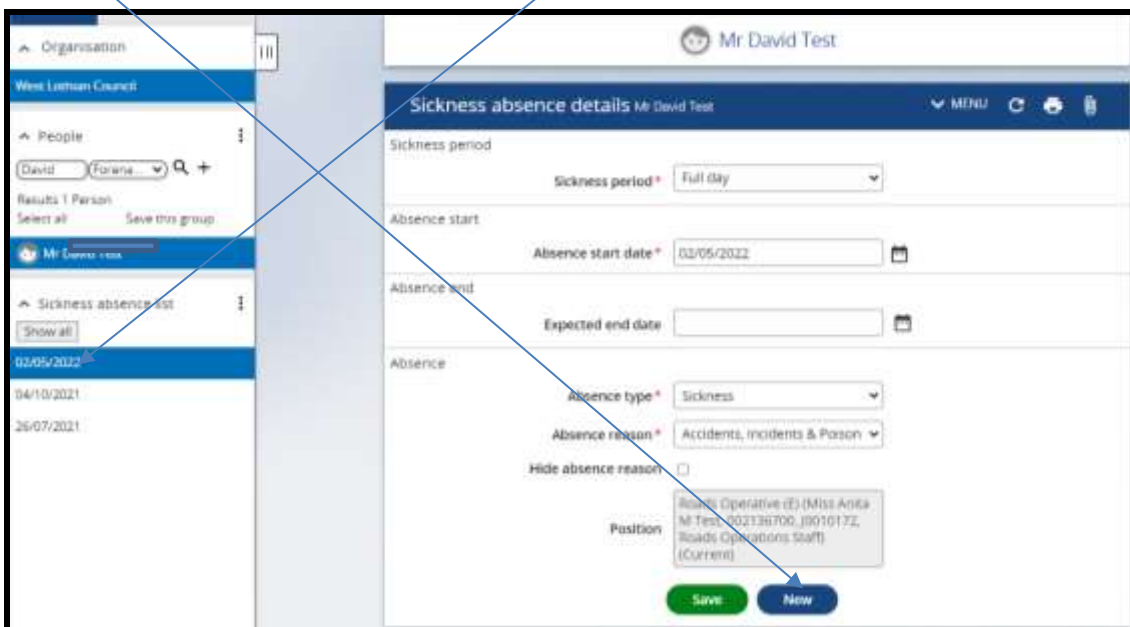 Organisation
West Lothian Council
People
David Forena...
Results 1 Person
Select all Save this group
Mr David Test
Sickness absence list
Show all
02/05/2022
04/10/2021
26/07/2021
Mr David Test
Sickness absence details Mr David Test MENU
Sickness period
Sickness period* Full day
Absence start
Absence start date* 02/05/2022
Absence end
Expected end date
Absence
Absence type* Sickness
Absence reason* Accidents, Incidents & Poison
Hide absence reason
Position
Roads Operative (E) (Miss Anita
M Test, 002136700, J0010172,
Roads Operations Staff)
(Current)
Save New